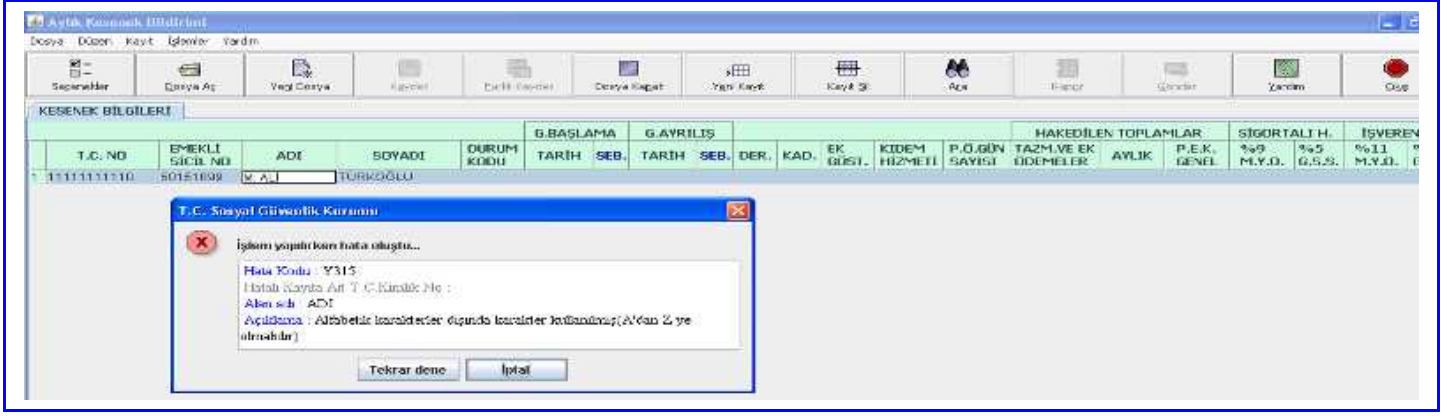 Aylık Kesenek Bildirimi
Dosya Düzen Kayıt İşlemler Yardım
Seçenekler Dosya Aç Yeni Dosya Kaydet Dosya Kapat Yeni Kayıt Kayıt Sil Ara Gönder Yardım Çıkış
KESENEK BİLGİLERİ
G.BAŞLAMA G.AYRILIŞ HAKEDİLEN TOPLAMLAR SİGORTALI H. İŞVEREN
T.C. NO EMEKLİ SİCİL NO ADI SOYADI DURUM KODU TARİH SEB. TARİH SEB. DER. KAD. EK GÖST. KIDEM HİZMETİ P.Ö.GÜN SAYISI TAZM.VE EK ÖDEMELER AYLIK P.E.K. GENEL %9 M.Y.Ö. %5 G.S.S. %11 M.Y.Ö.
1 11111111110 50151099 M. ALİ TÜRKOĞLU
T.C. Sosyal Güvenlik Kurumu
İşlem yapılırken hata oluştu...
Hata Kodu : Y315
Hatalı Kayıta Ait T.C.Kimlik No :
Alan adı : ADI
Açıklama : Alfabetik karakterler dışında karakter kullanılmış(A'dan Z ye
olmalıdır)
Tekrar dene İptal